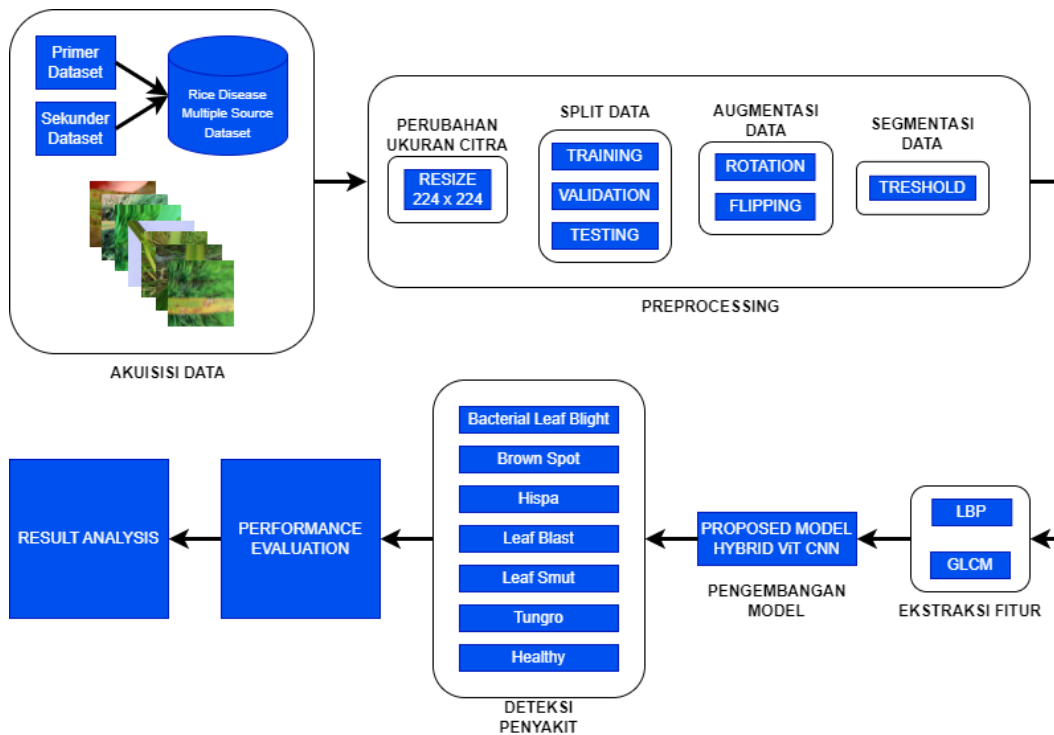 Primer
Dataset
Sekunder
Dataset
Rice Disease
Multiple Source
Dataset
AKUISISI DATA
PERUBAHAN
UKURAN CITRA
RESIZE
224 x 224
SPLIT DATA
TRAINING
VALIDATION
TESTING
AUGMENTASI
DATA
ROTATION
FLIPPING
SEGMENTASI
DATA
TRESHOLD
PREPROCESSING
LBP
GLCM
EKSTRAKSI FITUR
PROPOSED MODEL
HYBRID ViT CNN
PENGEMBANGAN
MODEL
Bacterial Leaf Blight
Brown Spot
Hispa
Leaf Blast
Leaf Smut
Tungro
Healthy
DETEKSI
PENYAKIT
PERFORMANCE
EVALUATION
RESULT ANALYSIS